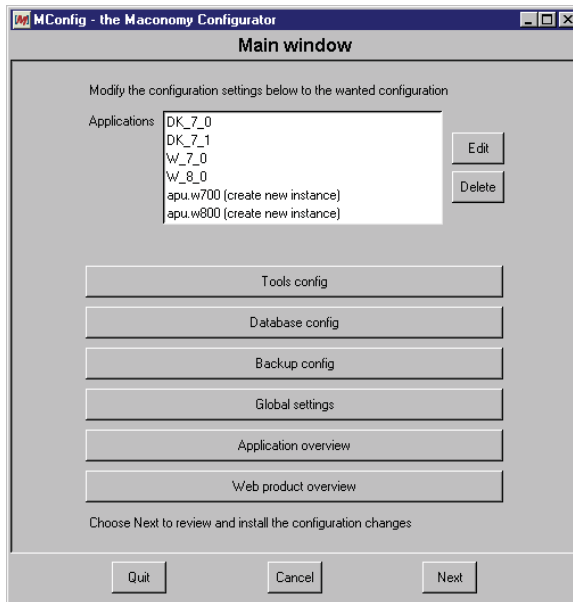 MConfig - the Maconomy Configurator
Main window
Modify the configuration settings below to the wanted configuration
Applications
DK_7_0
DK_7_1
W_7_0
W_8_0
apu.w700 (create new instance)
apu.w800 (create new instance)
Edit
Delete
Tools config
Database config
Backup config
Global settings
Application overview
Web product overview
Choose Next to review and install the configuration changes
Quit Cancel Next